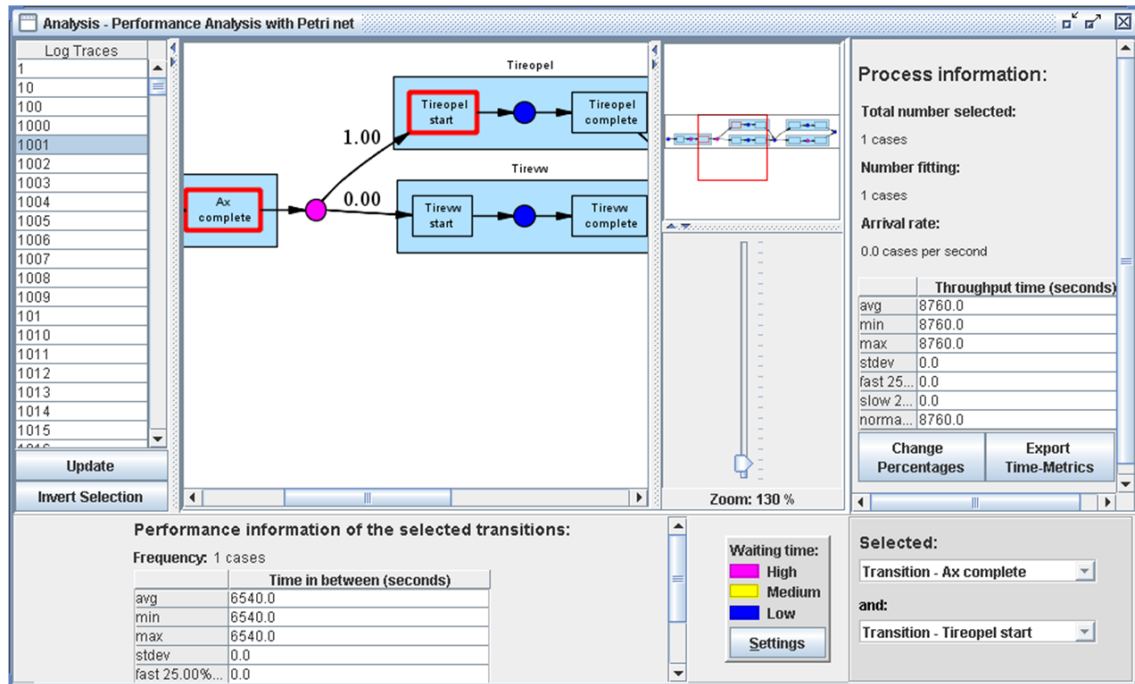 Analysis - Performance Analysis with Petri net
Log Traces
1
10
100
1000
1001
1002
1003
1004
1005
1006
1007
1008
1009
101
1010
1011
1012
1013
1014
1015
Update
Invert Selection
Tireopel
Tireopel
start
Tireopel
complete
1.00
Ax
complete
0.00
Tirevw
Tirevw
start
Tirevw
complete
Zoom: 130 %
Process information:
Total number selected:
1 cases
Number fitting:
1 cases
Arrival rate:
0.0 cases per second
Throughput time (seconds)
avg 8760.0
min 8760.0
max 8760.0
stdev 0.0
fast 25... 0.0
slow 2... 0.0
norma... 8760.0
Change
Percentages
Export
Time-Metrics
Performance information of the selected transitions:
Frequency: 1 cases
Time in between (seconds)
avg 6540.0
min 6540.0
max 6540.0
stdev 0.0
fast 25.00%... 0.0
Waiting time:
High
Medium
Low
Settings
Selected:
Transition - Ax complete
and:
Transition - Tireopel start